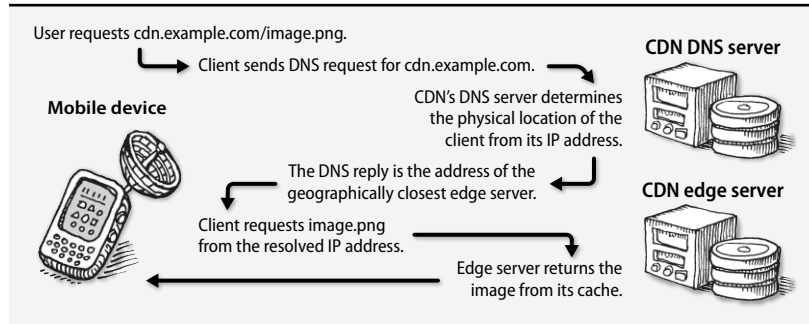 User requests cdn.example.com/image.png.
Client sends DNS request for cdn.example.com.
CDN DNS server
Mobile device
CDN's DNS server determines
the physical location of the
client from its IP address.
The DNS reply is the address of the
geographically closest edge server.
CDN edge server
Client requests image.png
from the resolved IP address.
Edge server returns the
image from its cache.